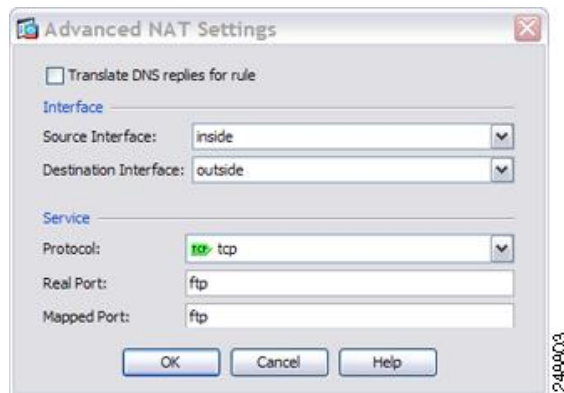 Advanced NAT Settings
Translate DNS replies for rule
Interface
Source Interface: inside
Destination Interface: outside
Service
Protocol: TCP tcp
Real Port: ftp
Mapped Port: ftp
OK Cancel Help
248803